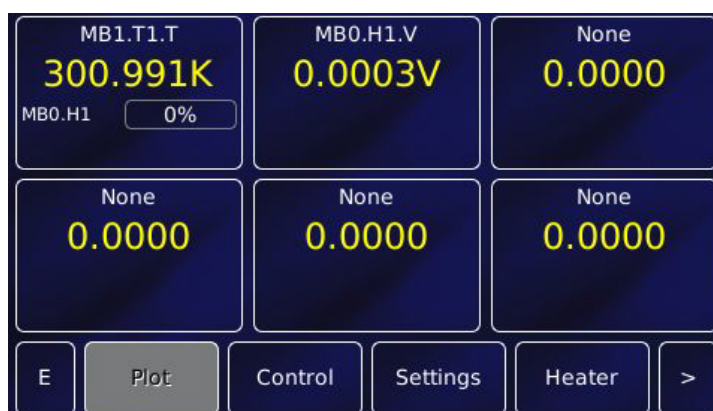 MB1.T1.T
300.991K
MB0.H1 0%
MB0.H1.V
0.0003V
None
0.0000
None
0.0000
None
0.0000
None
0.0000
E Plot Control Settings Heater >